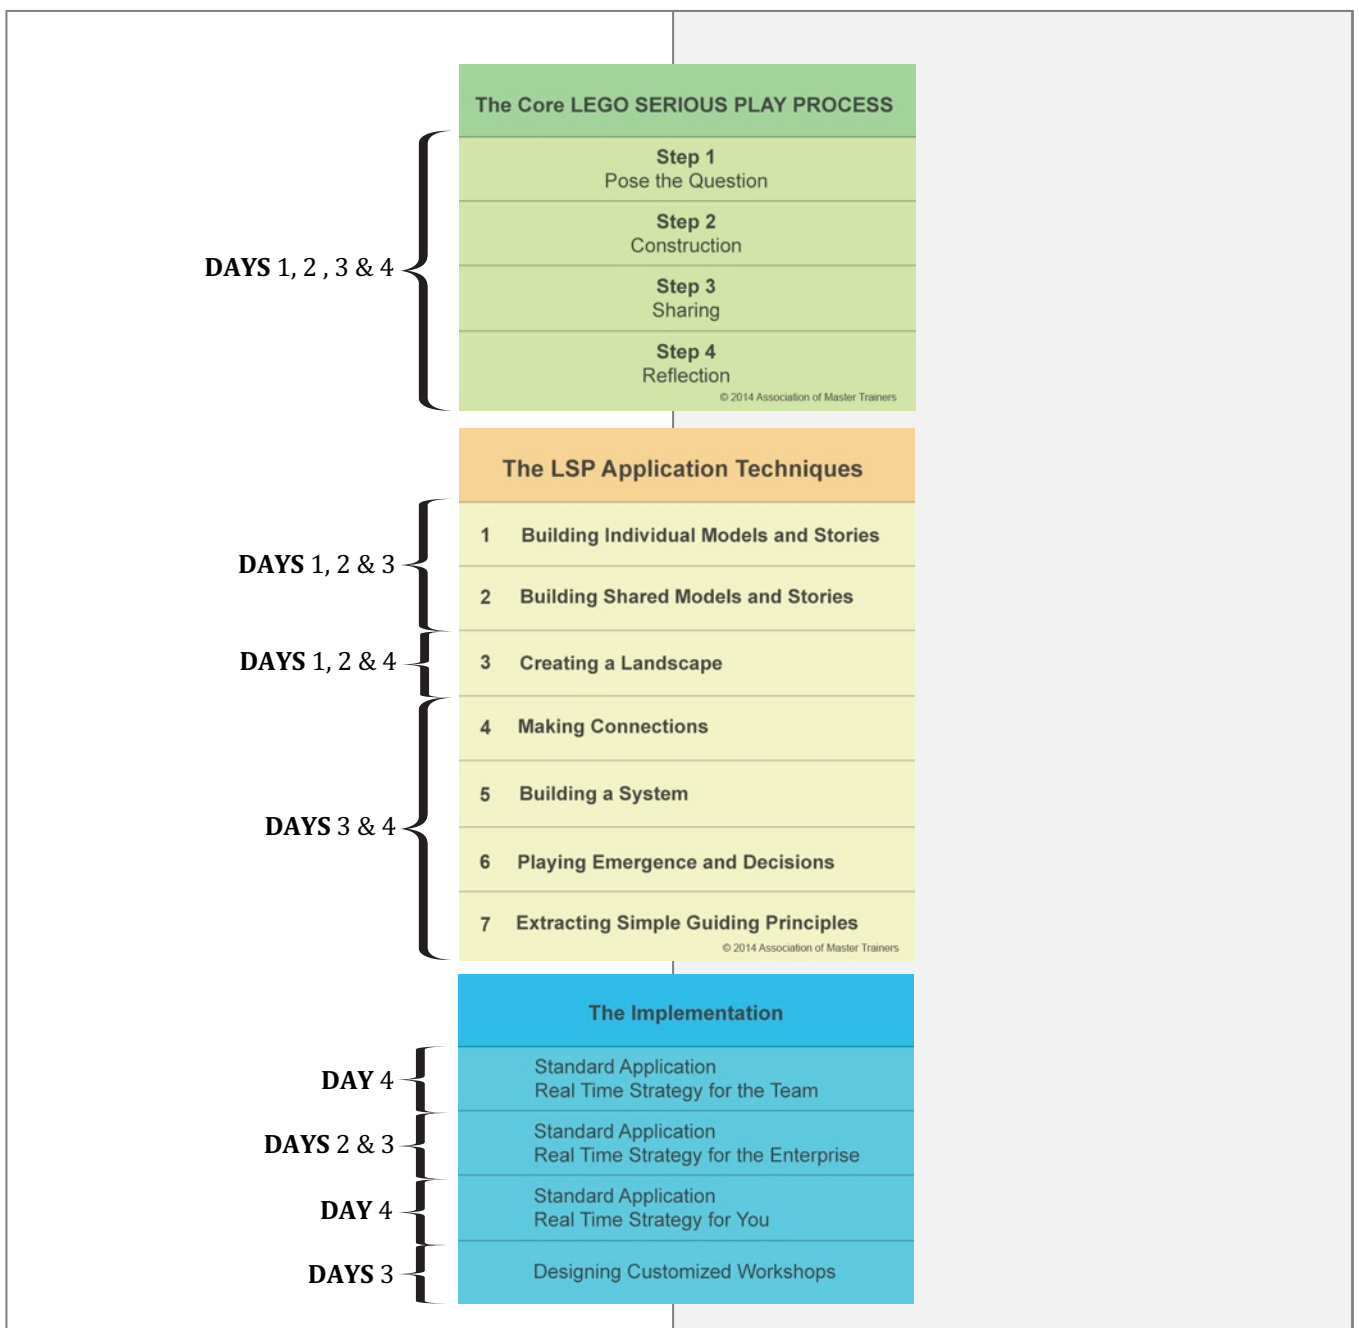 The Core LEGO SERIOUS PLAY PROCESS
Step 1
Pose the Question
Step 2
Construction
DAYS 1, 2 , 3 & 4
Step 3
Sharing
Step 4
Reflection
© 2014 Association of Master Trainers
The LSP Application Techniques
1 Building Individual Models and Stories
DAYS 1, 2 & 3
2 Building Shared Models and Stories
DAYS 1, 2 & 4
3 Creating a Landscape
4 Making Connections
5 Building a System
DAYS 3 & 4
6 Playing Emergence and Decisions
7 Extracting Simple Guiding Principles
© 2014 Association of Master Trainers
The Implementation
DAY 4
Standard Application
Real Time Strategy for the Team
DAYS 2 & 3
Standard Application
Real Time Strategy for the Enterprise
DAY 4
Standard Application
Real Time Strategy for You
DAYS 3
Designing Customized Workshops